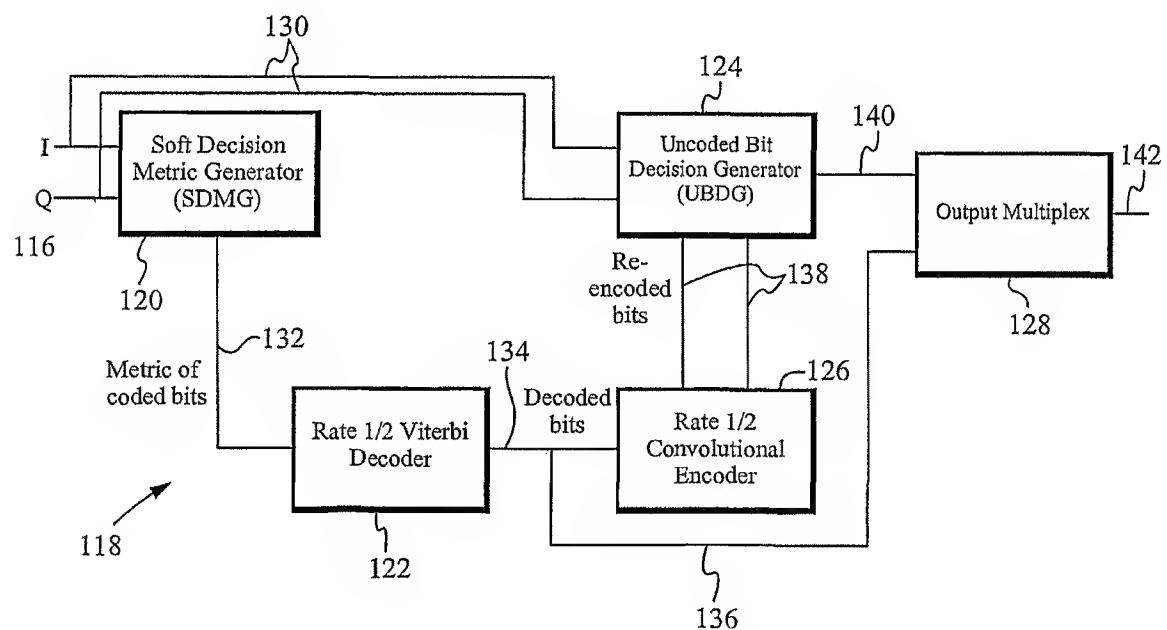 130
124
I
Soft Decision
Metric Generator
(SDMG)
Q
116
120
Uncoded Bit
Decision Generator
(UBDG)
140
142
Output Multiplex
128
Re-
encoded
bits
138
132
Metric of
coded bits
134
126
Decoded
bits
Rate 1/2 Viterbi
Decoder
Rate 1/2
Convolutional
Encoder
118
122
136